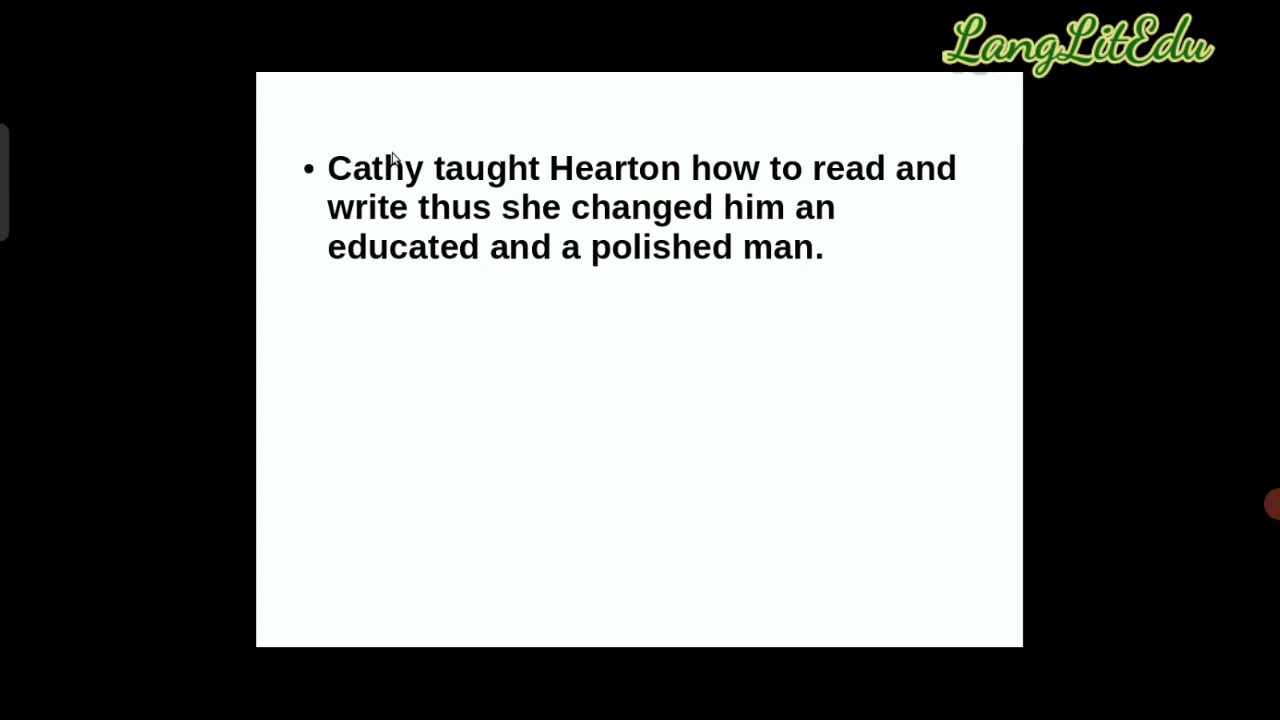 LangLitEdu
• Cathy taught Hearton how to read and
write thus she changed him an
educated and a polished man.